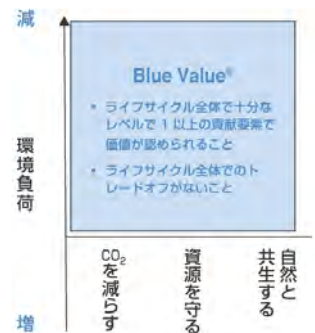 減
環境負荷
増
Blue Value®
• ライフサイクル全体で十分な
レベルで 1 以上の貢献要素で
価値が認められること
• ライフサイクル全体でのト
レードオフがないこと
CO₂を減らす
資源を守る
自然と
共生する